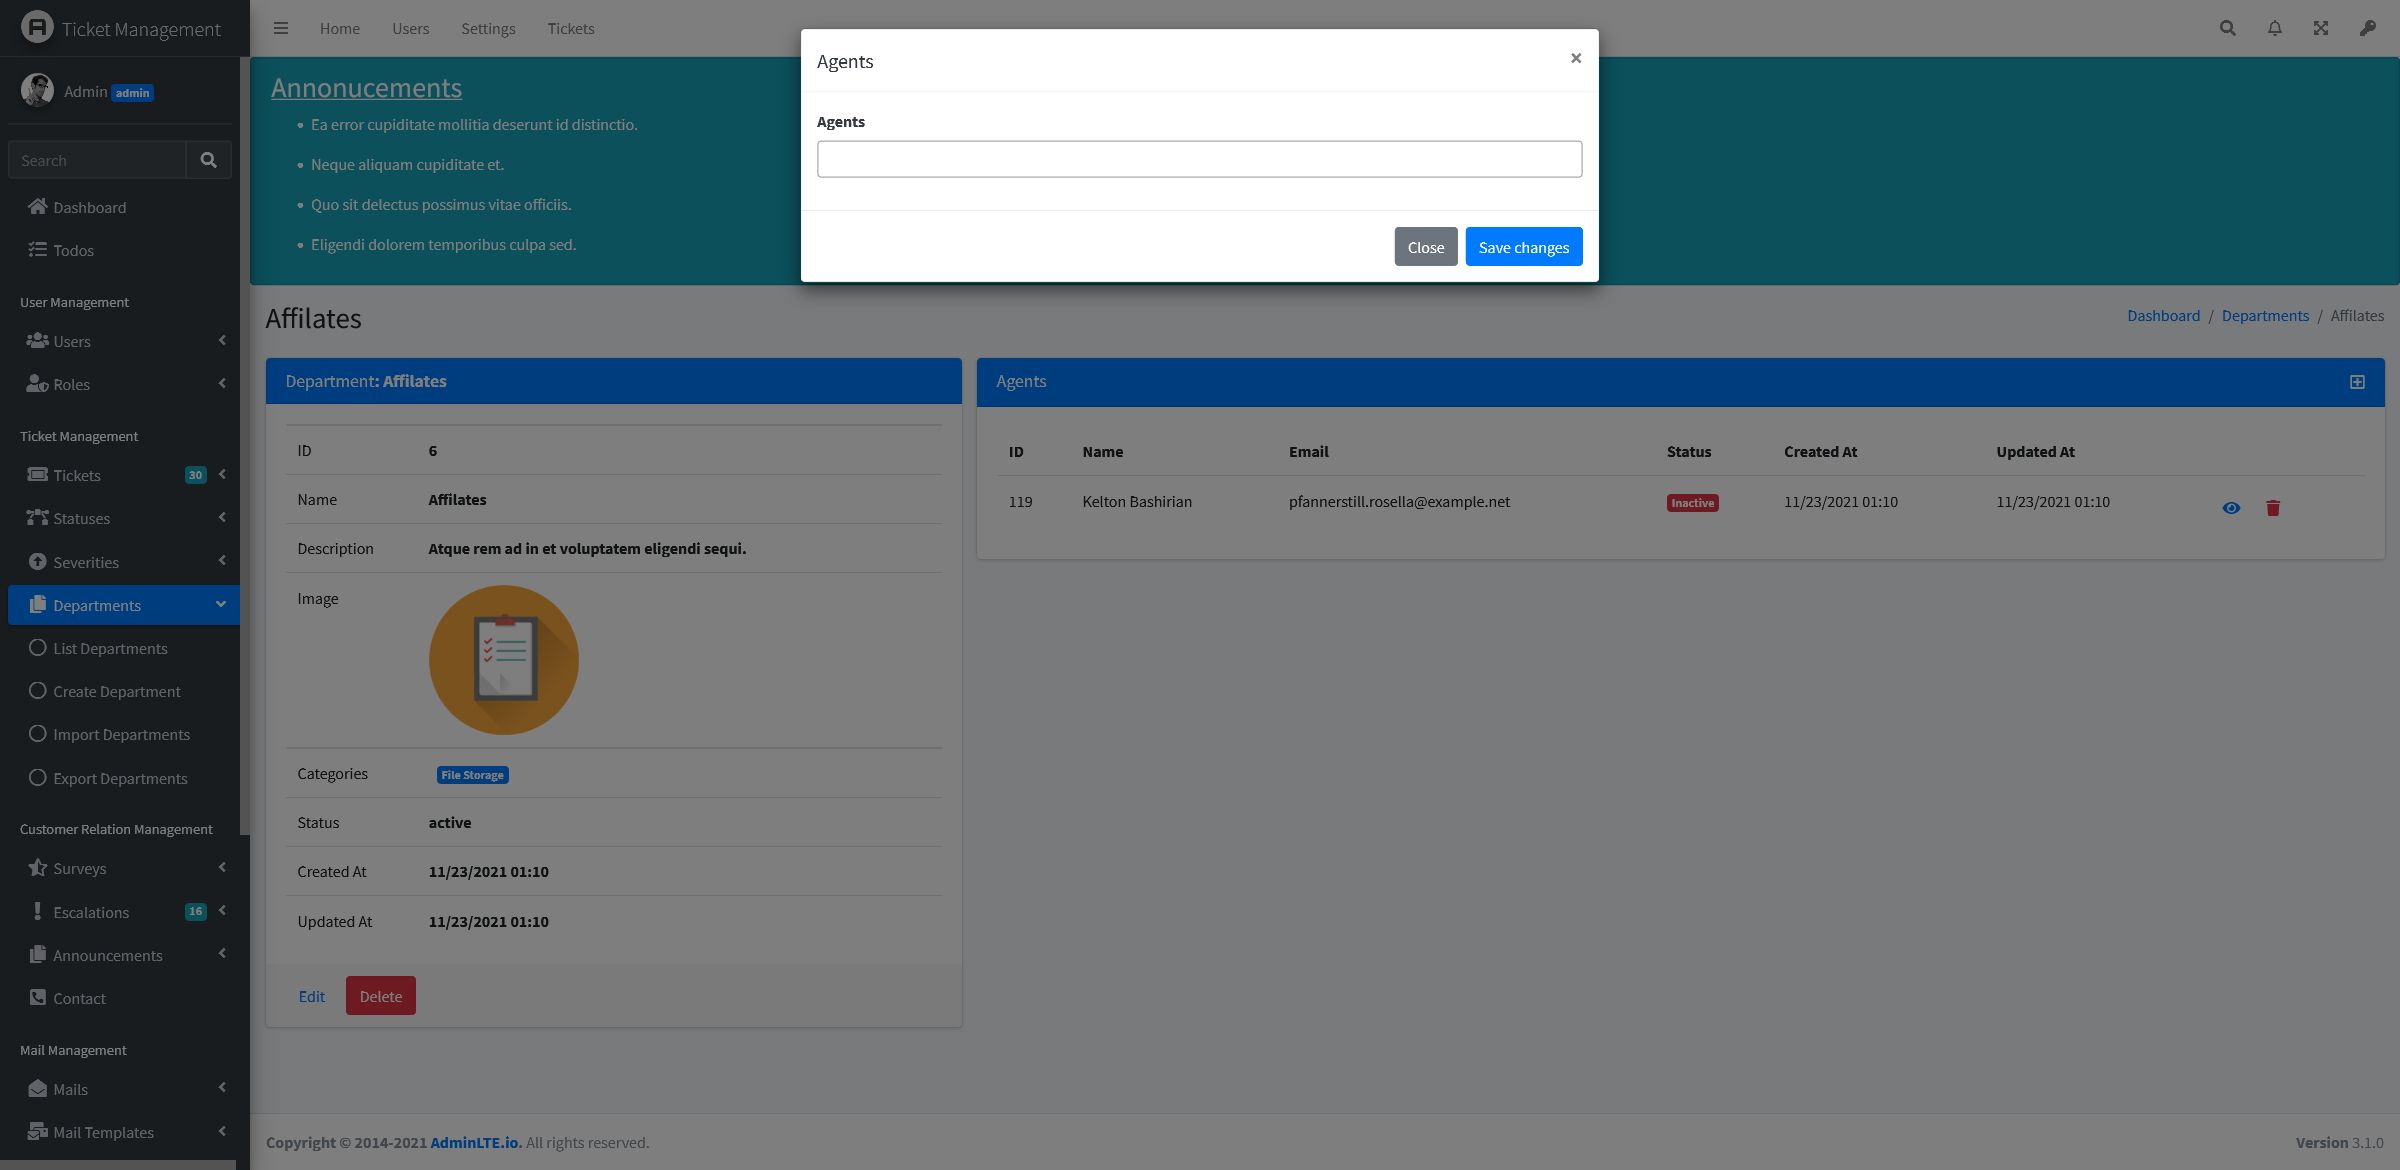 Ticket Management
Home
Users
Settings
Tickets
Admin admin
Search
Dashboard
Todos
User Management
Users
Roles
Ticket Management
Tickets 30
Statuses
Severities
Departments
List Departments
Create Department
Import Departments
Export Departments
Customer Relation Management
Surveys
Escalations 16
Announcements
Contact
Mail Management
Mails
Mail Templates
Annonucements
• Ea error cupiditate mollitia deserunt id distinctio.
• Neque aliquam cupiditate et.
• Quo sit delectus possimus vitae officiis.
• Eligendi dolorem temporibus culpa sed.
Agents ×
Agents
Close Save changes
Affilates
Dashboard / Departments / Affilates
Department: Affilates
ID 6
Name Affilates
Description Atque rem ad in et voluptatem eligendi sequi.
Image
Categories File Storage
Status active
Created At 11/23/2021 01:10
Updated At 11/23/2021 01:10
Edit Delete
Agents
ID Name Email Status Created At Updated At
119 Kelton Bashirian pfannerstill.rosella@example.net Inactive 11/23/2021 01:10 11/23/2021 01:10
Copyright © 2014-2021 AdminLTE.io. All rights reserved.
Version 3.1.0